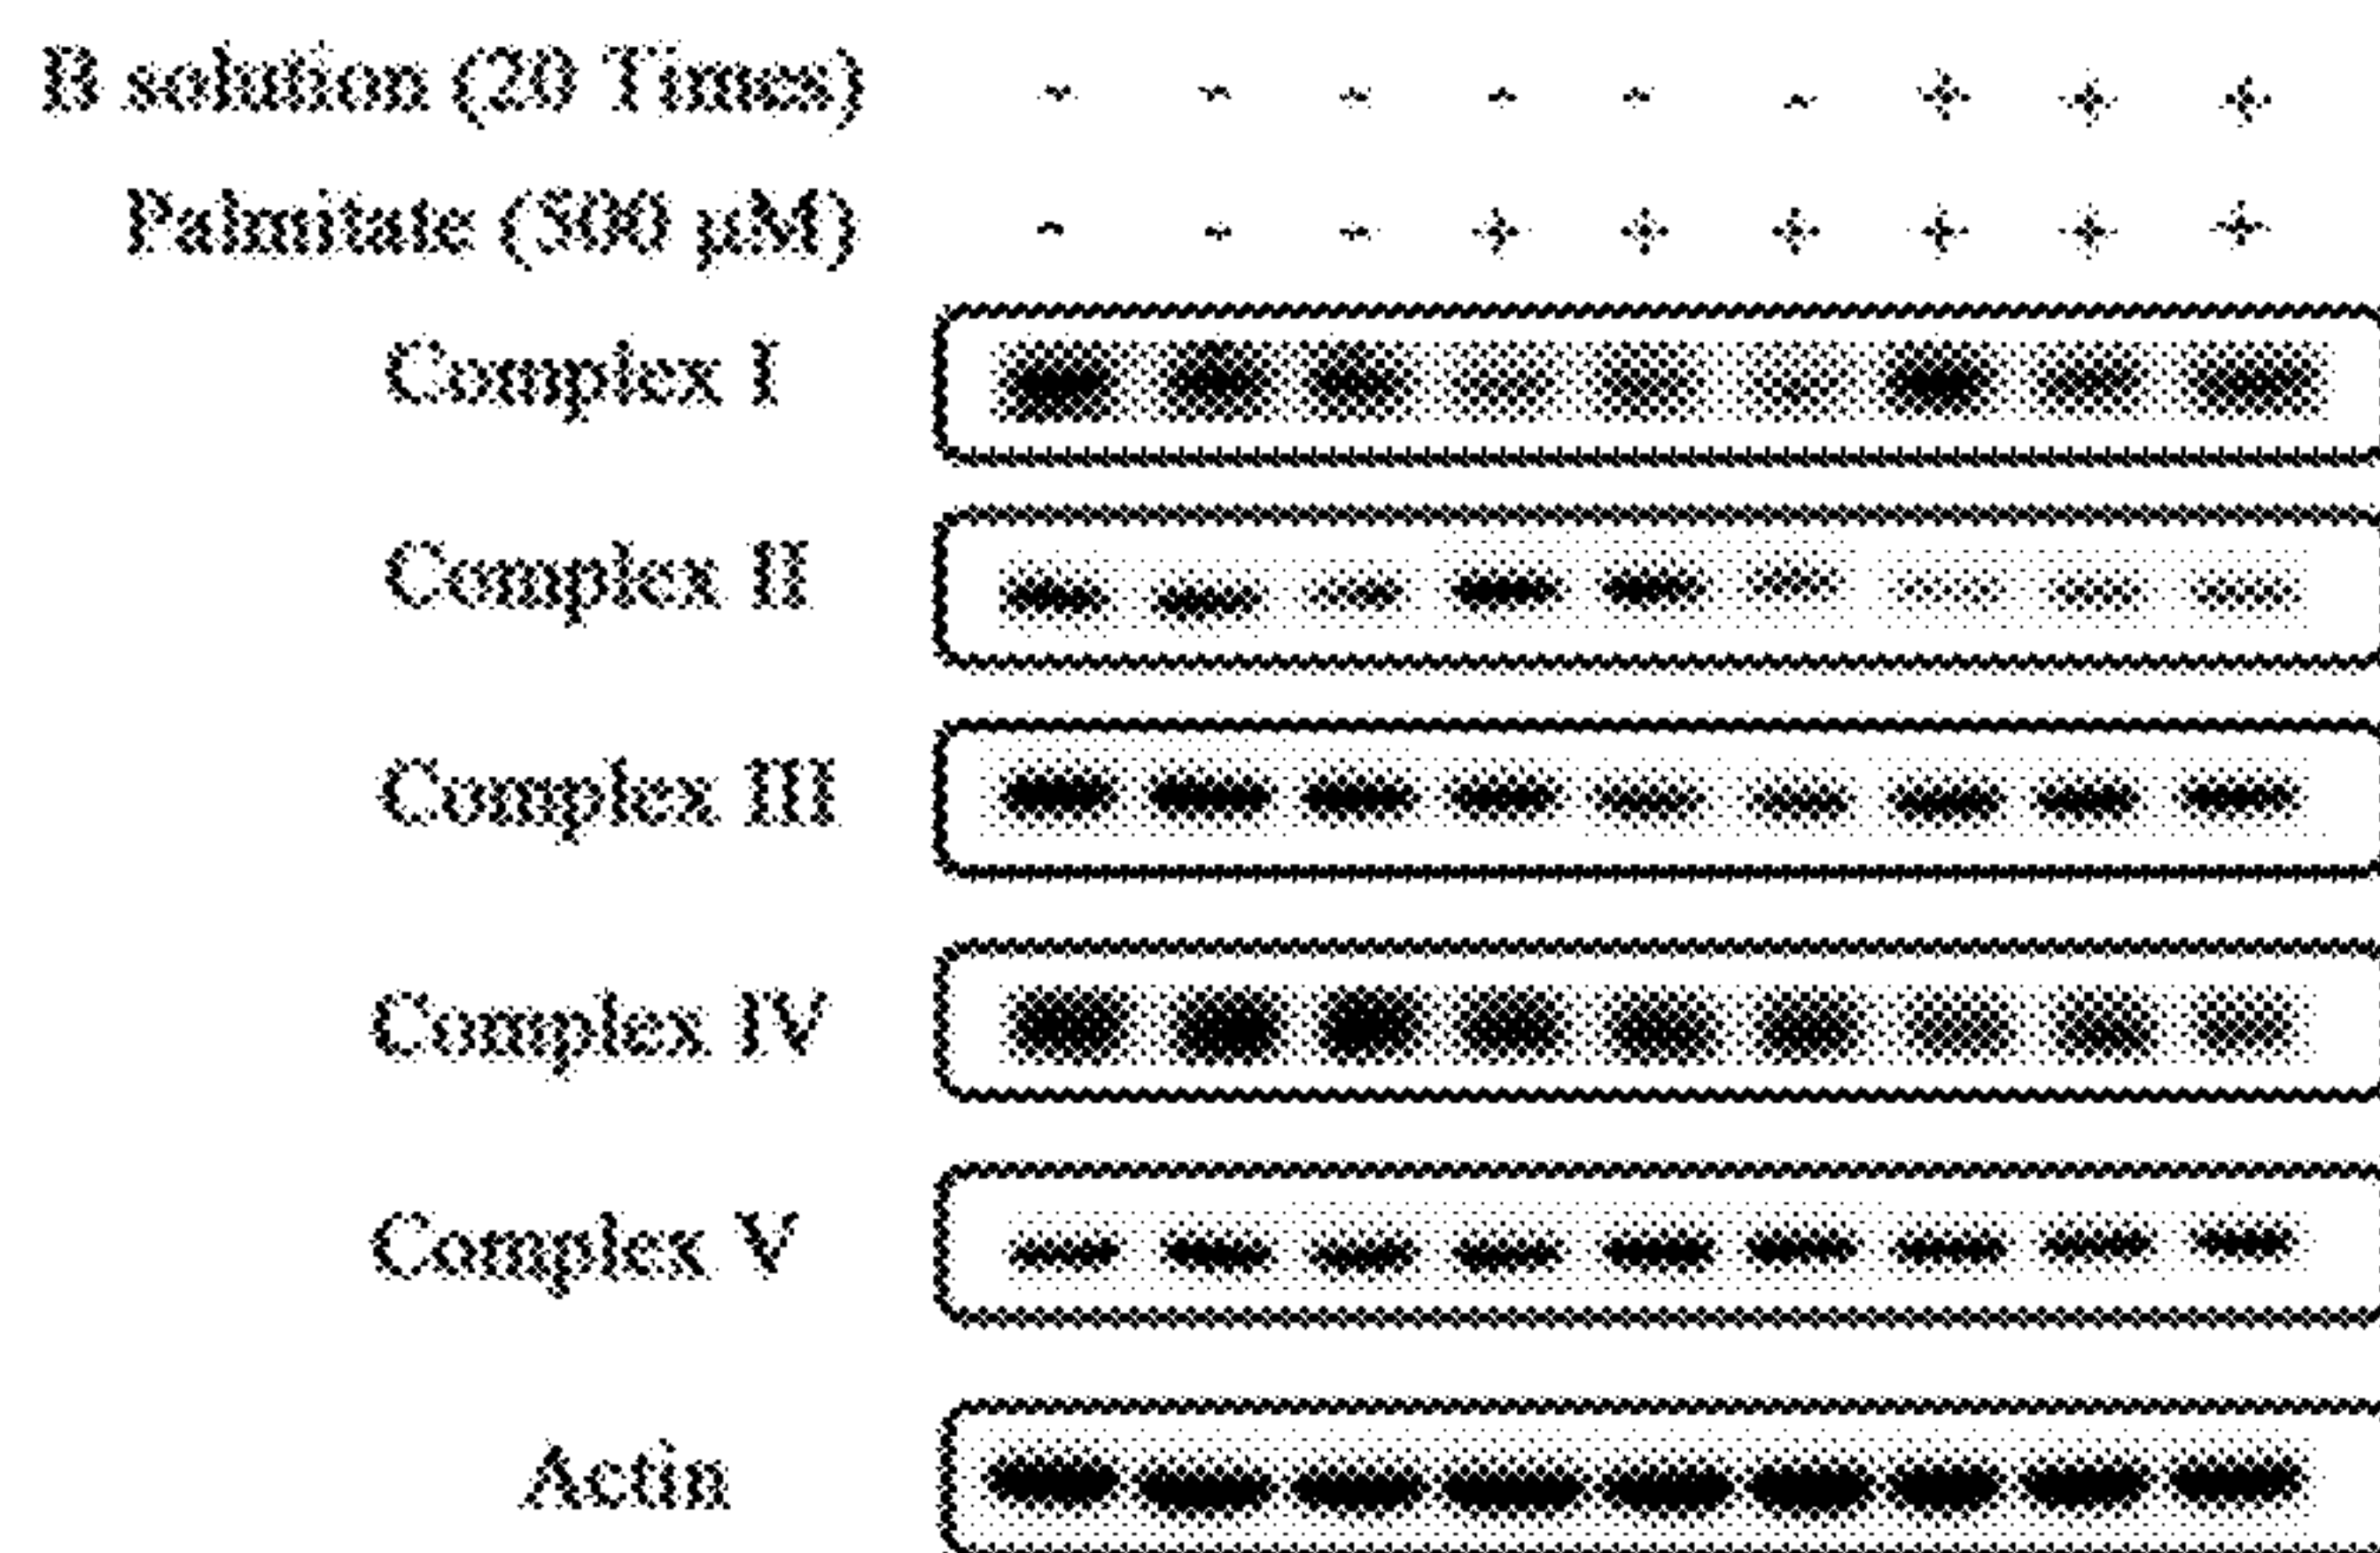 B solution (20 Times) - - - - - - + + +
Palmitate (500 μM) - - - + + + + + +
Complex I
Complex II
Complex III
Complex IV
Complex V
Actin